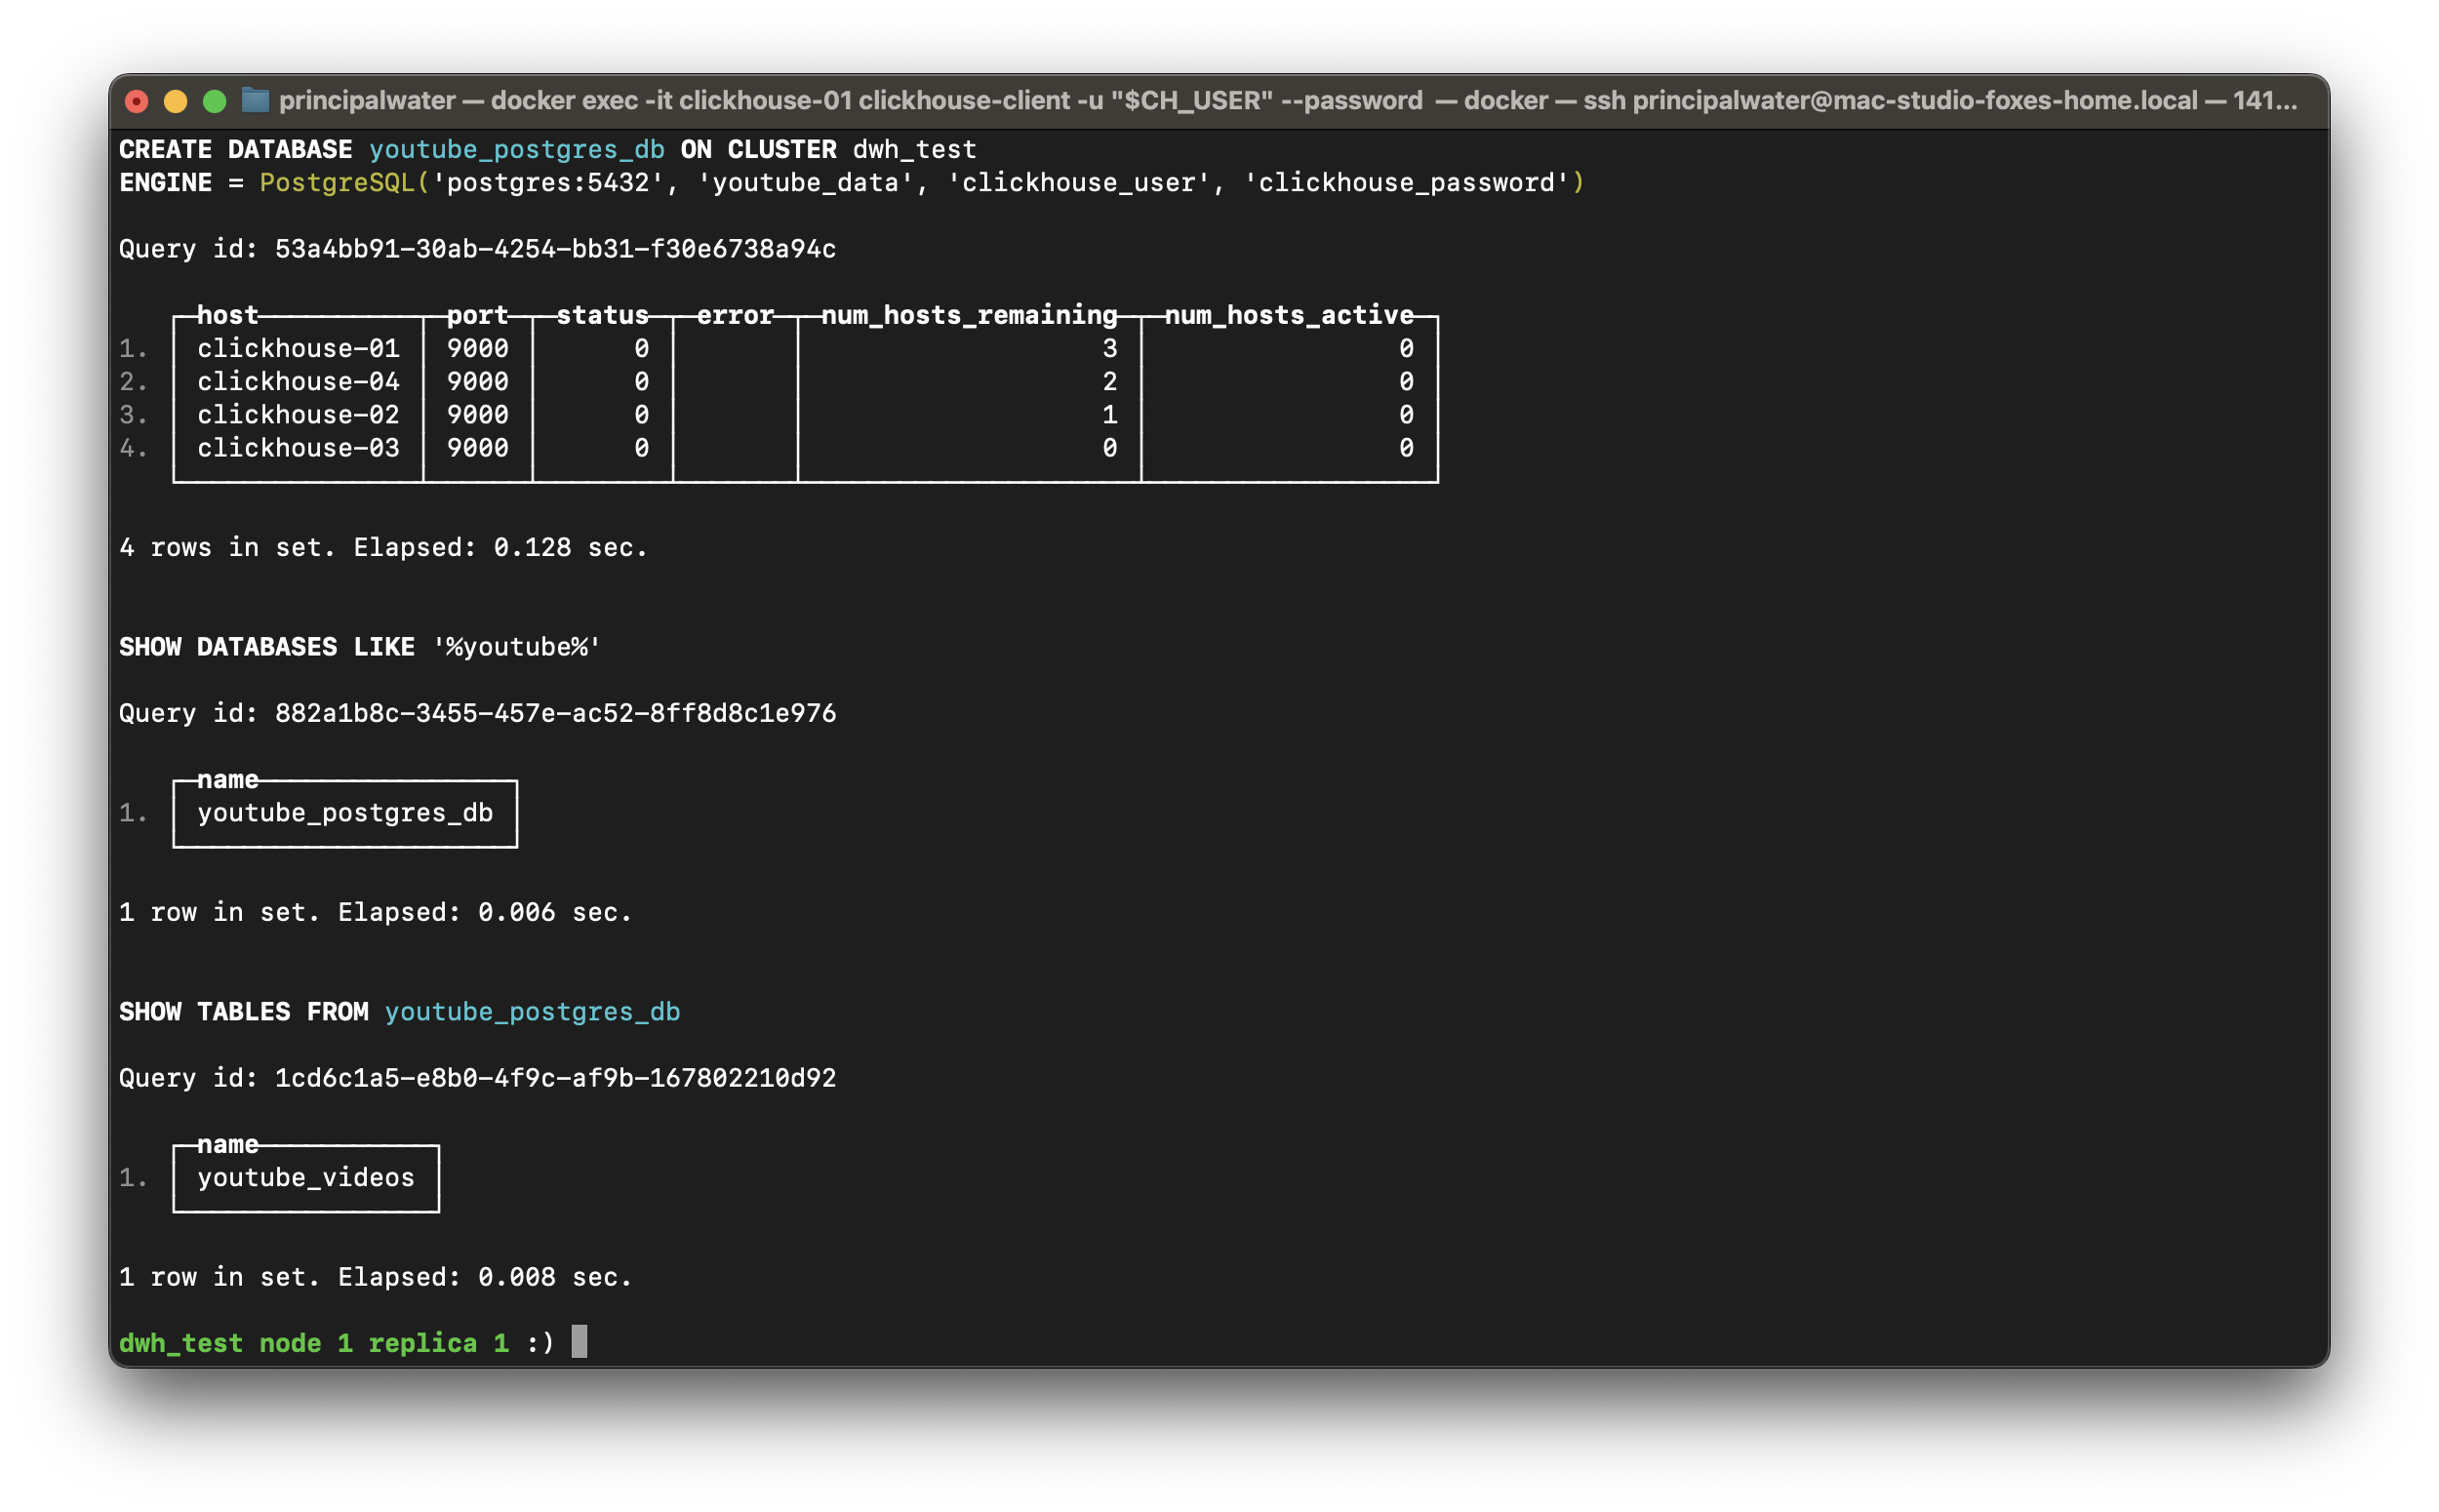 principalwater — docker exec -it clickhouse-01 clickhouse-client -u "$CH_USER" --password — docker — ssh principalwater@mac-studio-foxes-home.local — 141...
CREATE DATABASE youtube_postgres_db ON CLUSTER dwh_test
ENGINE = PostgreSQL('postgres:5432', 'youtube_data', 'clickhouse_user', 'clickhouse_password')
Query id: 53a4bb91-30ab-4254-bb31-f30e6738a94c
host port status error num_hosts_remaining num_hosts_active
1. clickhouse-01 9000 0 3 0
2. clickhouse-04 9000 0 2 0
3. clickhouse-02 9000 0 1 0
4. clickhouse-03 9000 0 0 0
4 rows in set. Elapsed: 0.128 sec.
SHOW DATABASES LIKE '%youtube%'
Query id: 882a1b8c-3455-457e-ac52-8ff8d8c1e976
name
1. youtube_postgres_db
1 row in set. Elapsed: 0.006 sec.
SHOW TABLES FROM youtube_postgres_db
Query id: 1cd6c1a5-e8b0-4f9c-af9b-167802210d92
name
1. youtube_videos
1 row in set. Elapsed: 0.008 sec.
dwh_test node 1 replica 1 :)